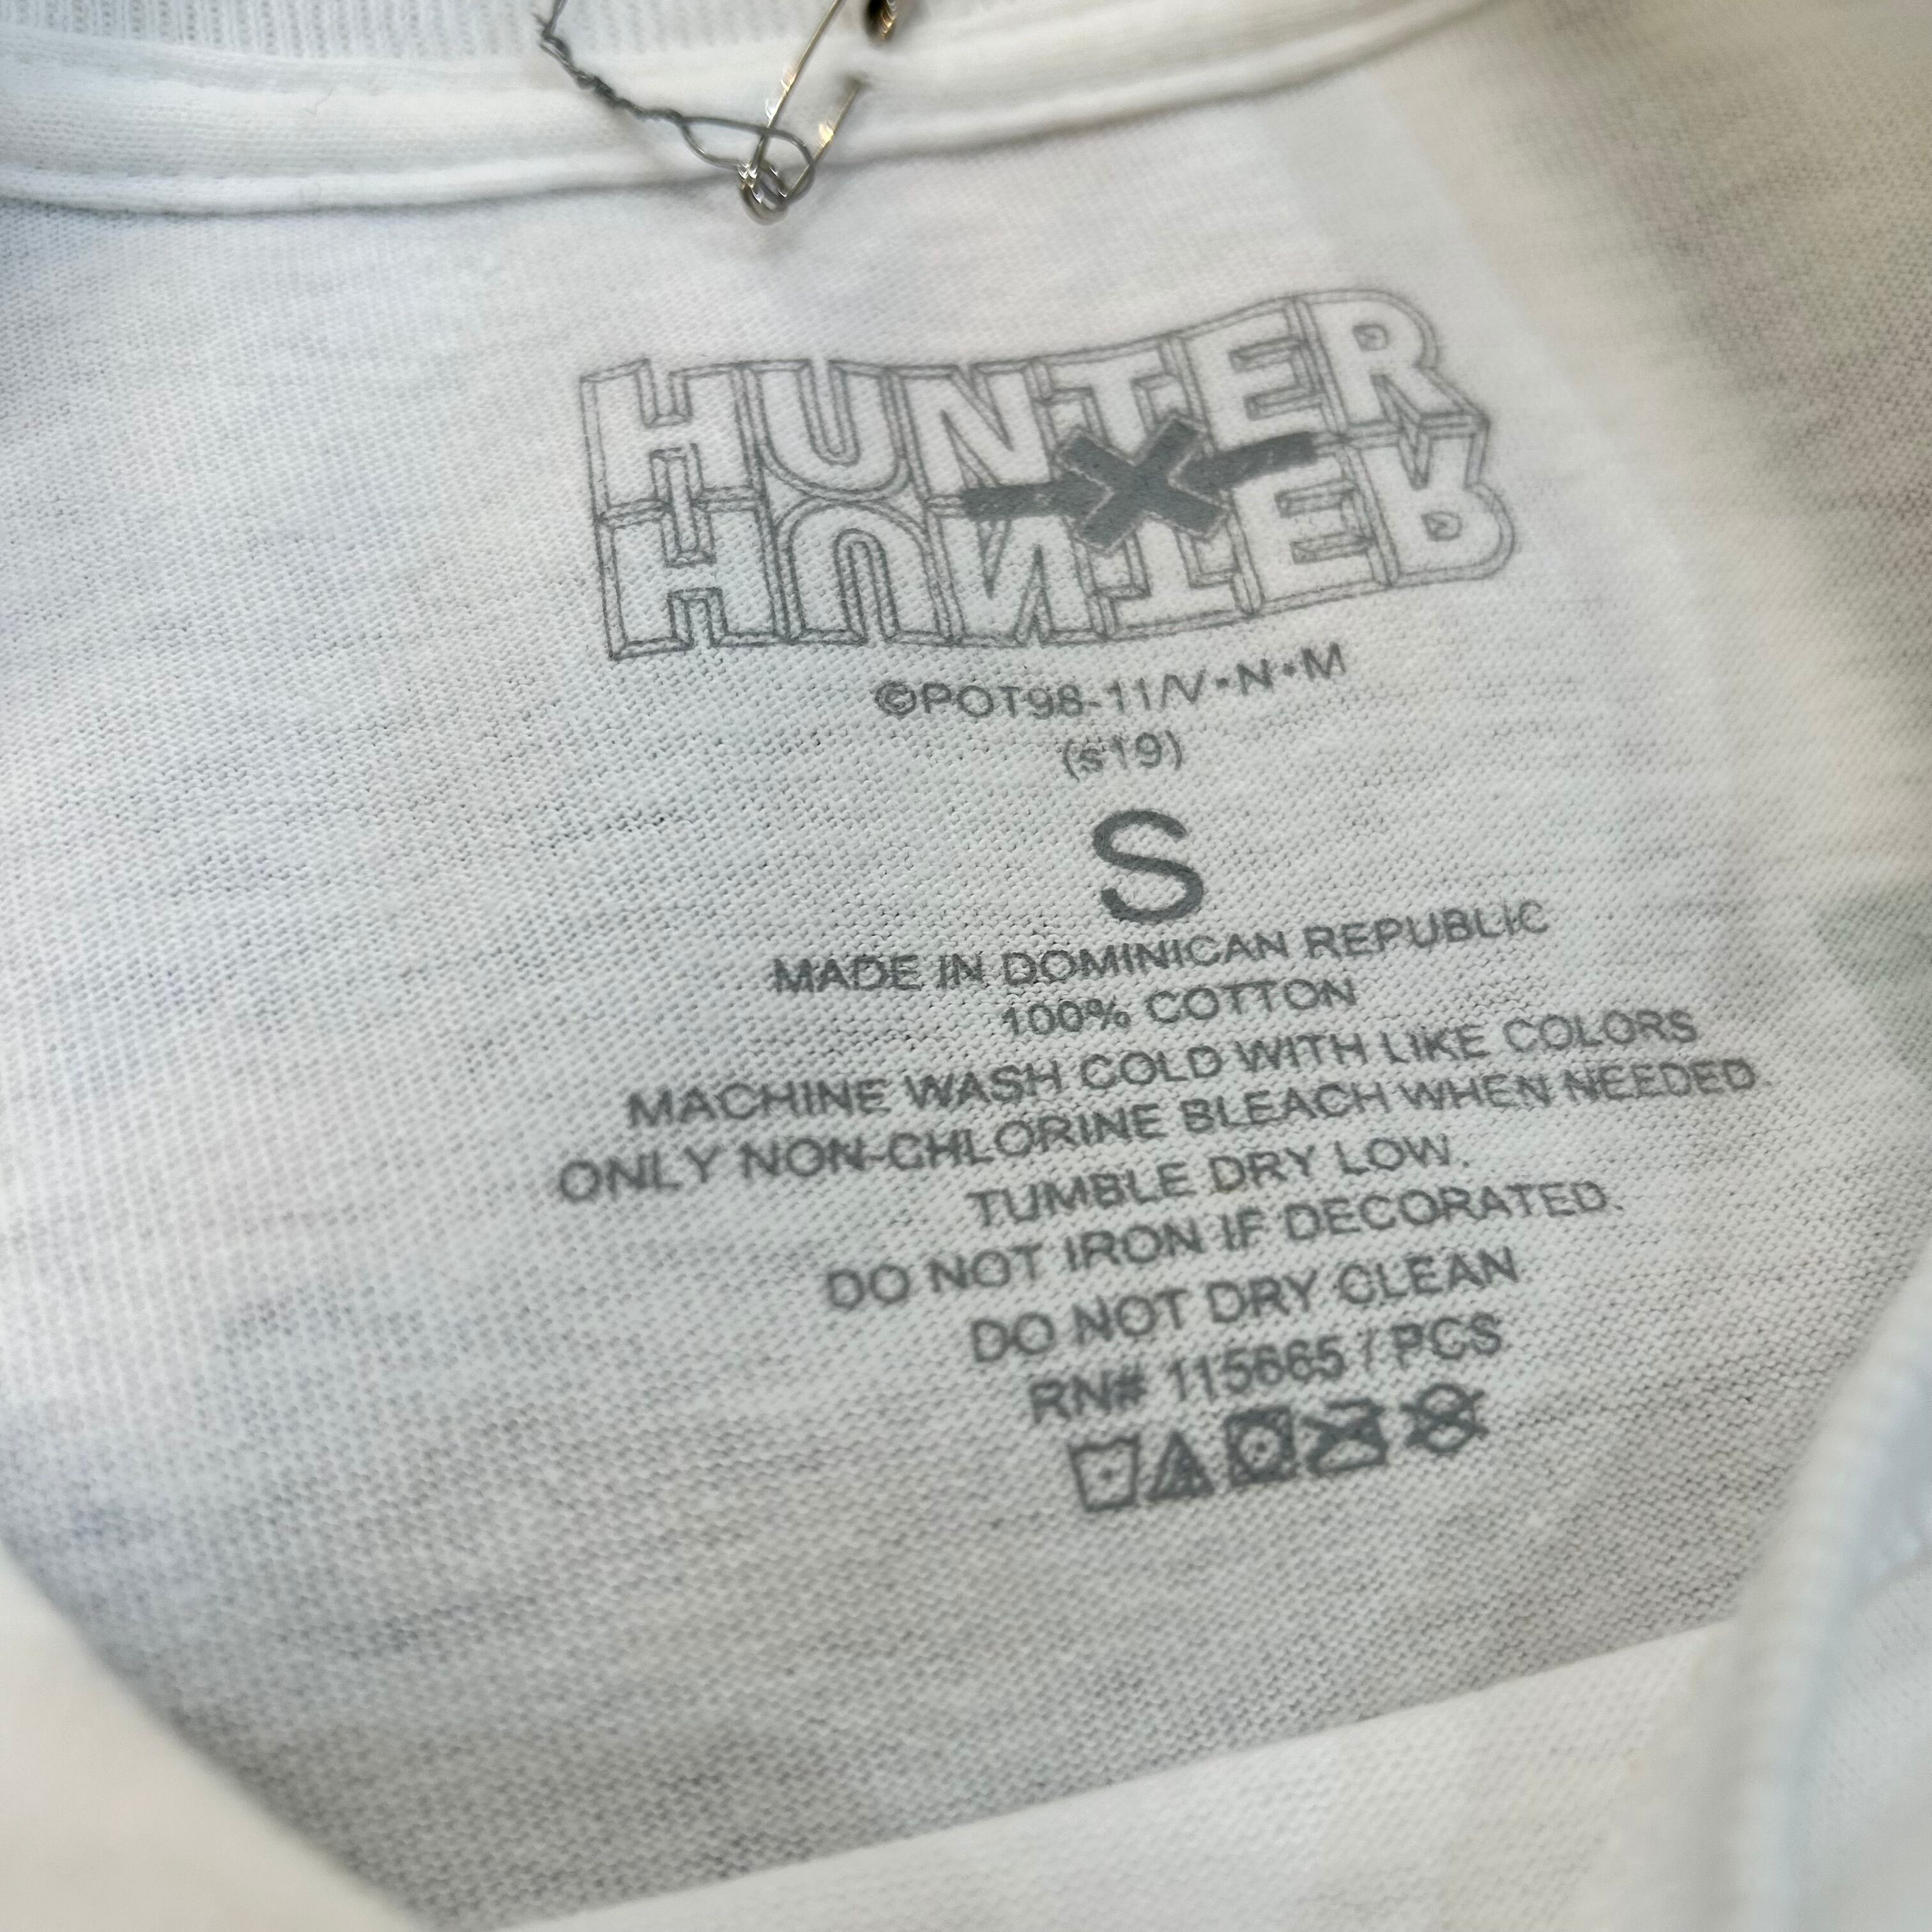 HUNTER
×
HUNTER
©POT98-11/V•N•M
(s19)
S
MADE IN DOMINICAN REPUBLIC
100% COTTON
MACHINE WASH COLD WITH LIKE COLORS
ONLY NON-CHLORINE BLEACH WHEN NEEDED
TUMBLE DRY LOW.
DO NOT IRON IF DECORATED.
DO NOT DRY CLEAN
RN# 115665 / PCS